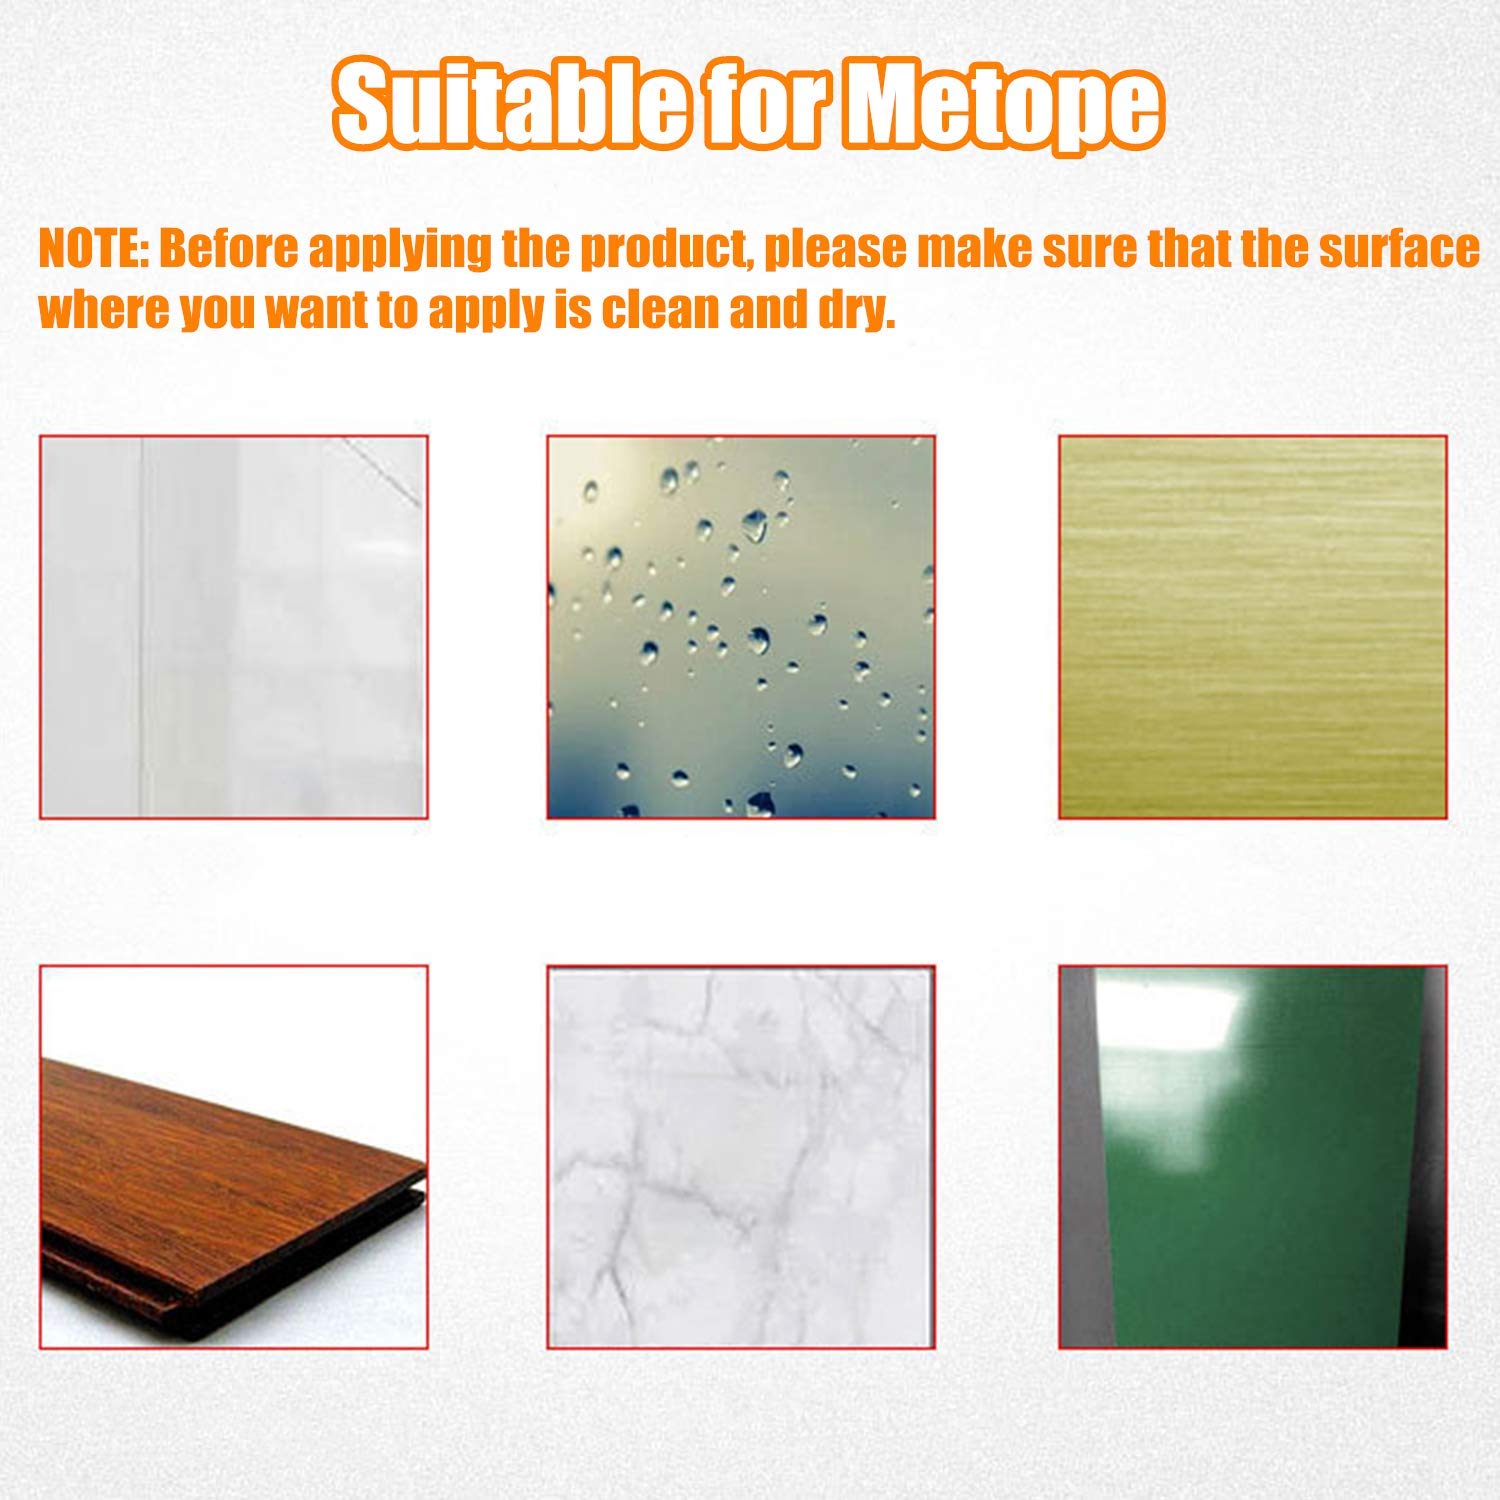 Suitable for Metope
NOTE: Before applying the product, please make sure that the surface
where you want to apply is clean and dry.